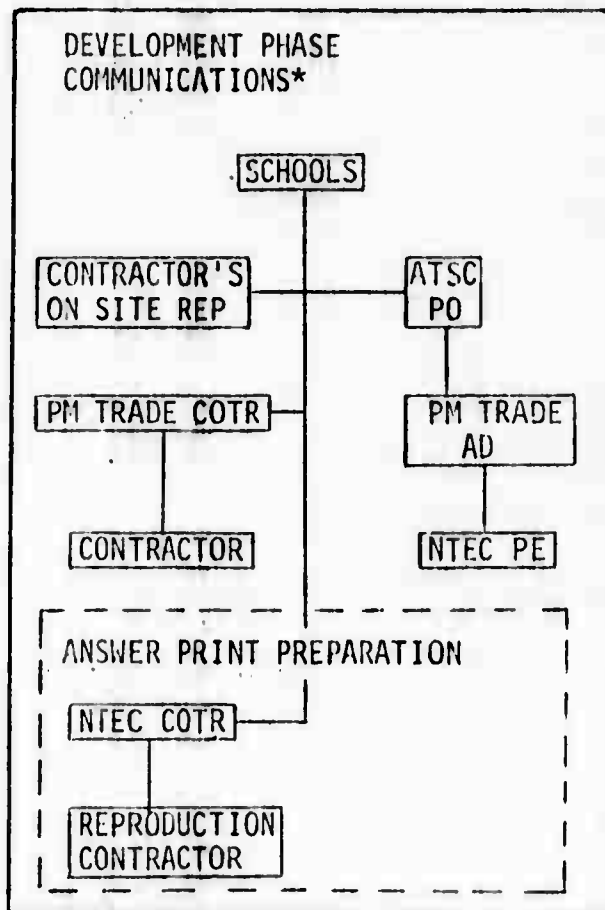 DEVELOPMENT PHASE
COMMUNICATIONS*
SCHOOLS
CONTRACTOR'S
ON SITE REP
ATSC
PO
PM TRADE COTR
PM TRADE
AD
CONTRACTOR
NTEC PE
ANSWER PRINT PREPARATION
NTEC COTR
REPRODUCTION
CONTRACTOR